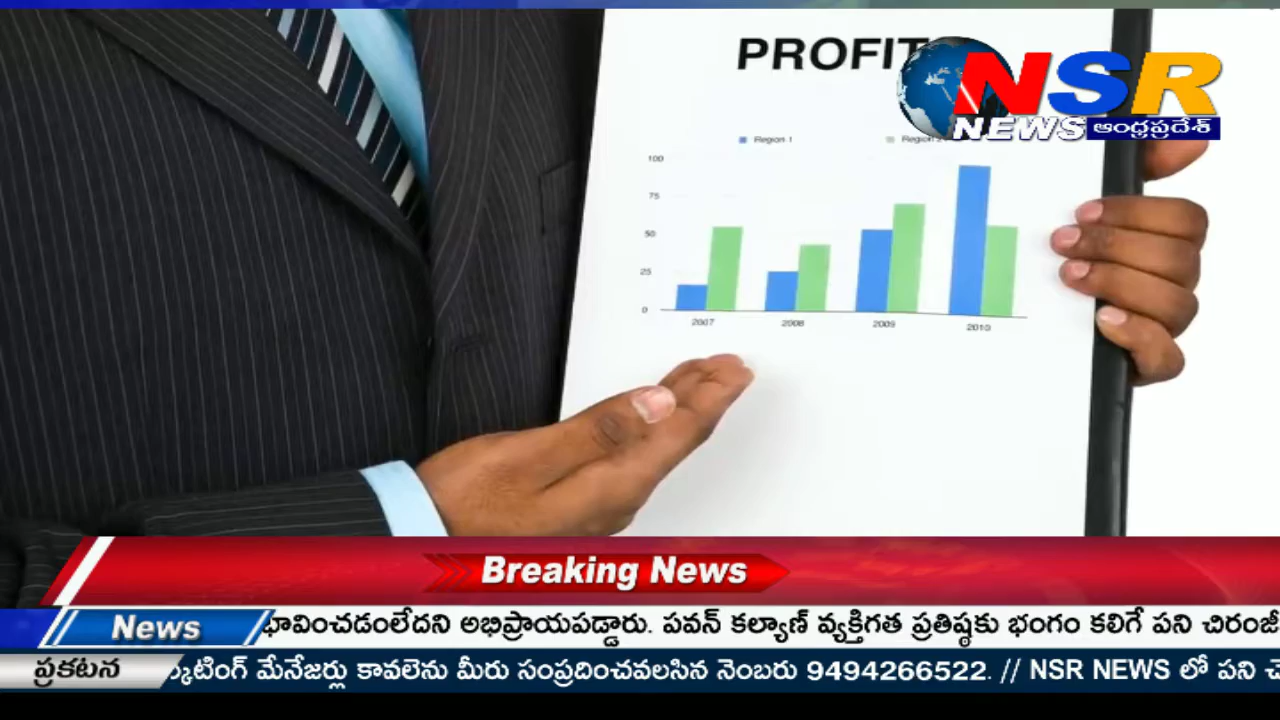 PROFIT
NSR
NEWS ఆంధ్రప్రదేశ్
Region 1
Region 2
100
75
50
25
0
2007
2008
2009
2010
Breaking News
News
భావించడంలేదని అభిప్రాయపడ్డారు. పవన్ కల్యాణ్ వ్యక్తిగత ప్రతిష్ఠకు భంగం కలిగే పని
ప్రకటన
మేనేజర్లు కావలెను మీరు సంప్రదించవలసిన నెంబరు 9494266522. // NSR NEWS లో పని